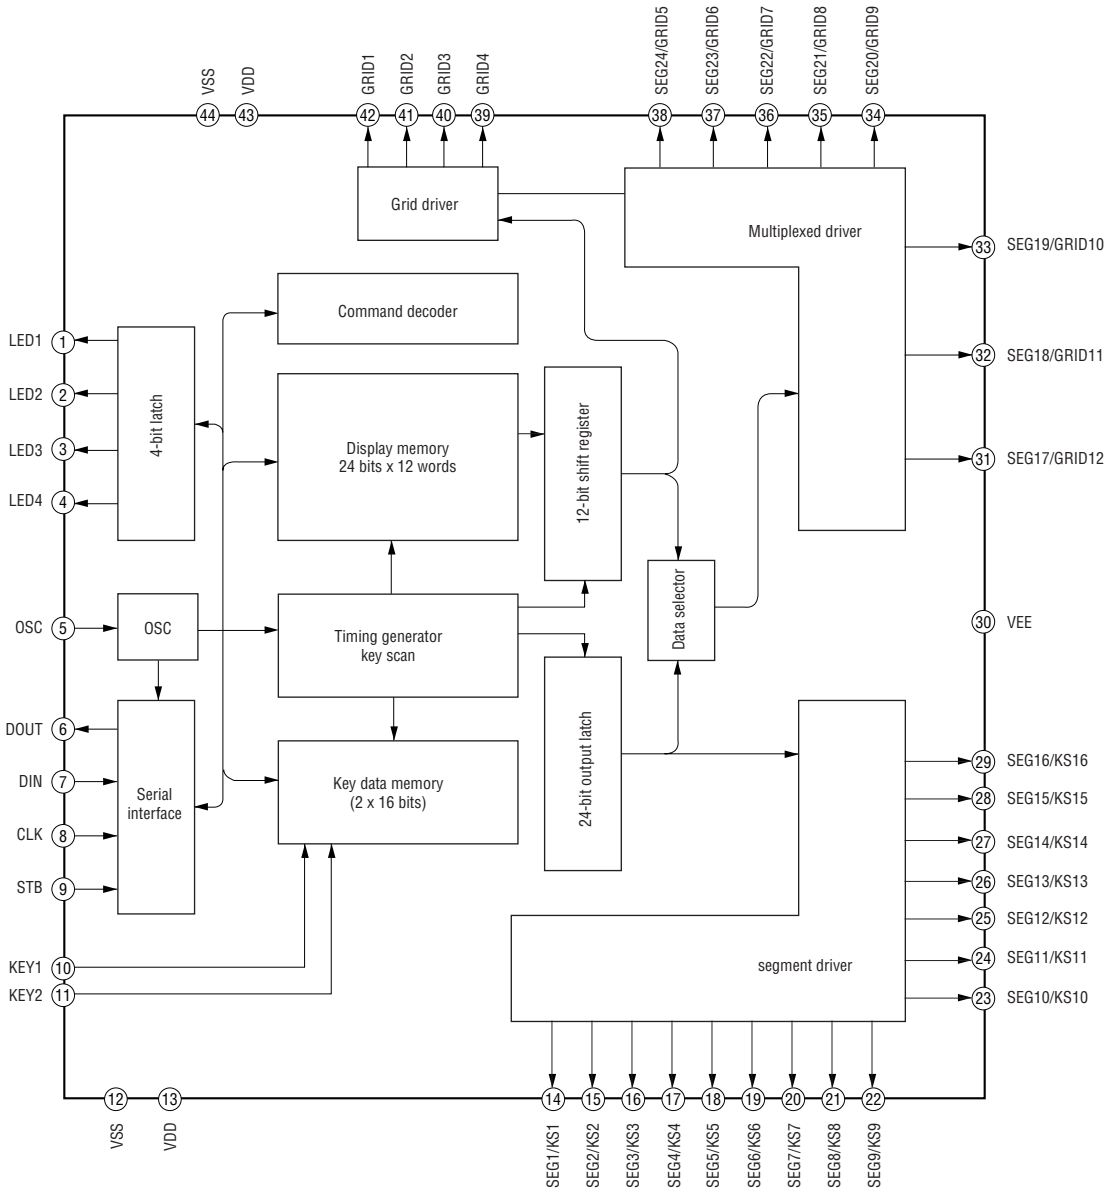 VSS
VDD
GRID1
GRID2
GRID3
GRID4
SEG24/GRID5
SEG23/GRID6
SEG22/GRID7
SEG21/GRID8
SEG20/GRID9
44
43
42
41
40
39
38
37
36
35
34
Grid driver
Multiplexed driver
33
SEG19/GRID10
Command decoder
LED1
1
32
SEG18/GRID11
LED2
2
4-bit latch
LED3
3
Display memory
24 bits x 12 words
12-bit shift register
31
SEG17/GRID12
LED4
4
OSC
5
OSC
Timing generator
key scan
Data selector
30
VEE
DOUT
6
DIN
7
Serial
interface
CLK
8
STB
9
Key data memory
(2 x 16 bits)
24-bit output latch
29
SEG16/KS16
28
SEG15/KS15
27
SEG14/KS14
26
SEG13/KS13
25
SEG12/KS12
24
SEG11/KS11
23
SEG10/KS10
KEY1
10
KEY2
11
segment driver
12
13
14
15
16
17
18
19
20
21
22
VSS
VDD
SEG1/KS1
SEG2/KS2
SEG3/KS3
SEG4/KS4
SEG5/KS5
SEG6/KS6
SEG7/KS7
SEG8/KS8
SEG9/KS9